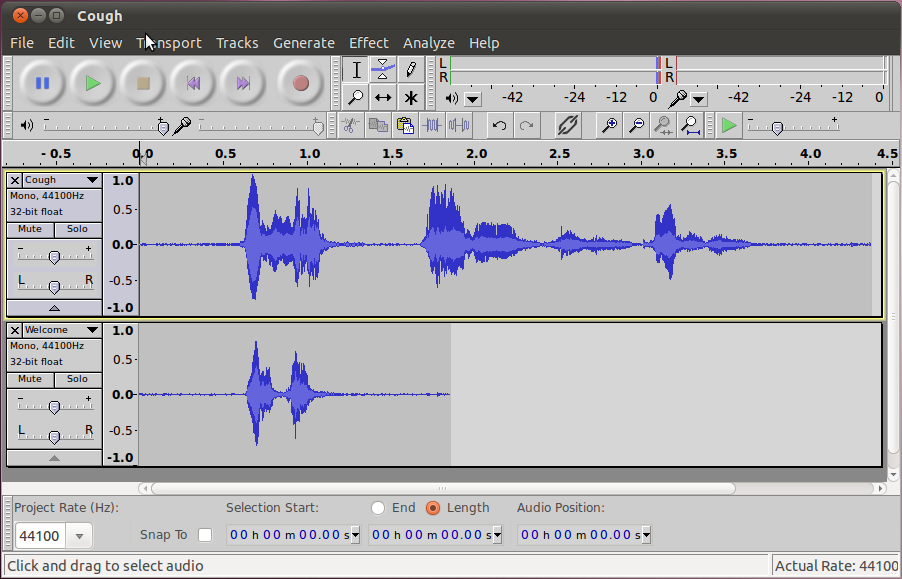 Cough
File Edit View Transport Tracks Generate Effect Analyze Help
L
R
L
R
-42 -24 -12 0 -42 -24 -12 0
- + - +
- 0.5 0.0 0.5 1.0 1.5 2.0 2.5 3.0 3.5 4.0 4.5
X Cough
Mono, 44100Hz
32-bit float
Mute Solo
- +
L R
1.0
0.5
0.0
-0.5
-1.0
X Welcome
Mono, 44100Hz
32-bit float
Mute Solo
- +
L R
1.0
0.5
0.0
-0.5
-1.0
Project Rate (Hz): Selection Start: End Length Audio Position:
44100 Snap To 00 h 00 m 00.00 s 00 h 00 m 00.00 s 00 h 00 m 00.00 s
Click and drag to select audio Actual Rate: 44100